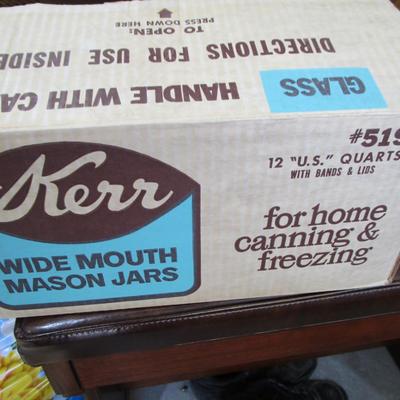 TO OPEN:
PRESS DOWN HERE
DIRECTIONS FOR USE INSIDE
HANDLE WITH
GLASS
Kerr
WIDE MOUTH
MASON JARS
#519
12 "U.S." QUARTS
WITH BANDS & LIDS
for home
canning &
freezing